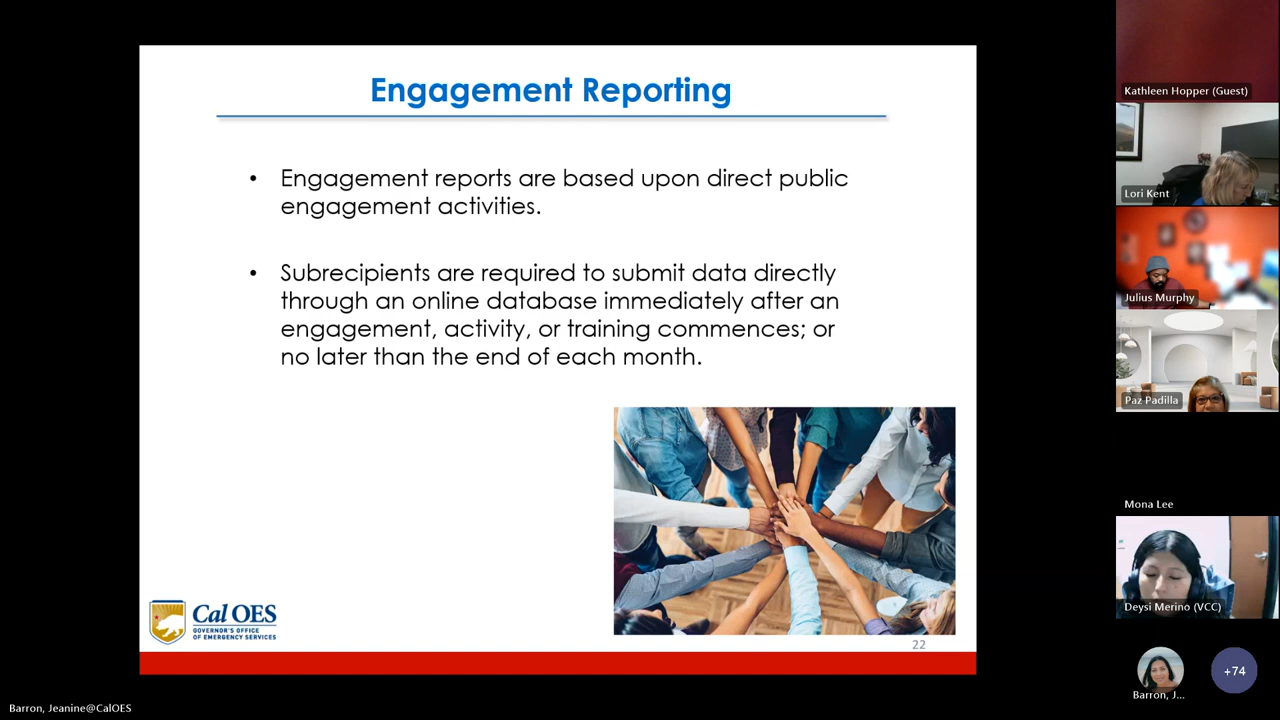 Engagement Reporting
• Engagement reports are based upon direct public
engagement activities.
• Subrecipients are required to submit data directly
through an online database immediately after an
engagement, activity, or training commences; or
no later than the end of each month.
Cal OES
GOVERNOR'S OFFICE
OF EMERGENCY SERVICES
22
Barron, Jeanine@CalOES
Kathleen Hopper (Guest)
Lori Kent
Julius Murphy
Paz Padilla
Mona Lee
Deysi Merino (VCC)
Barron, J...
+74